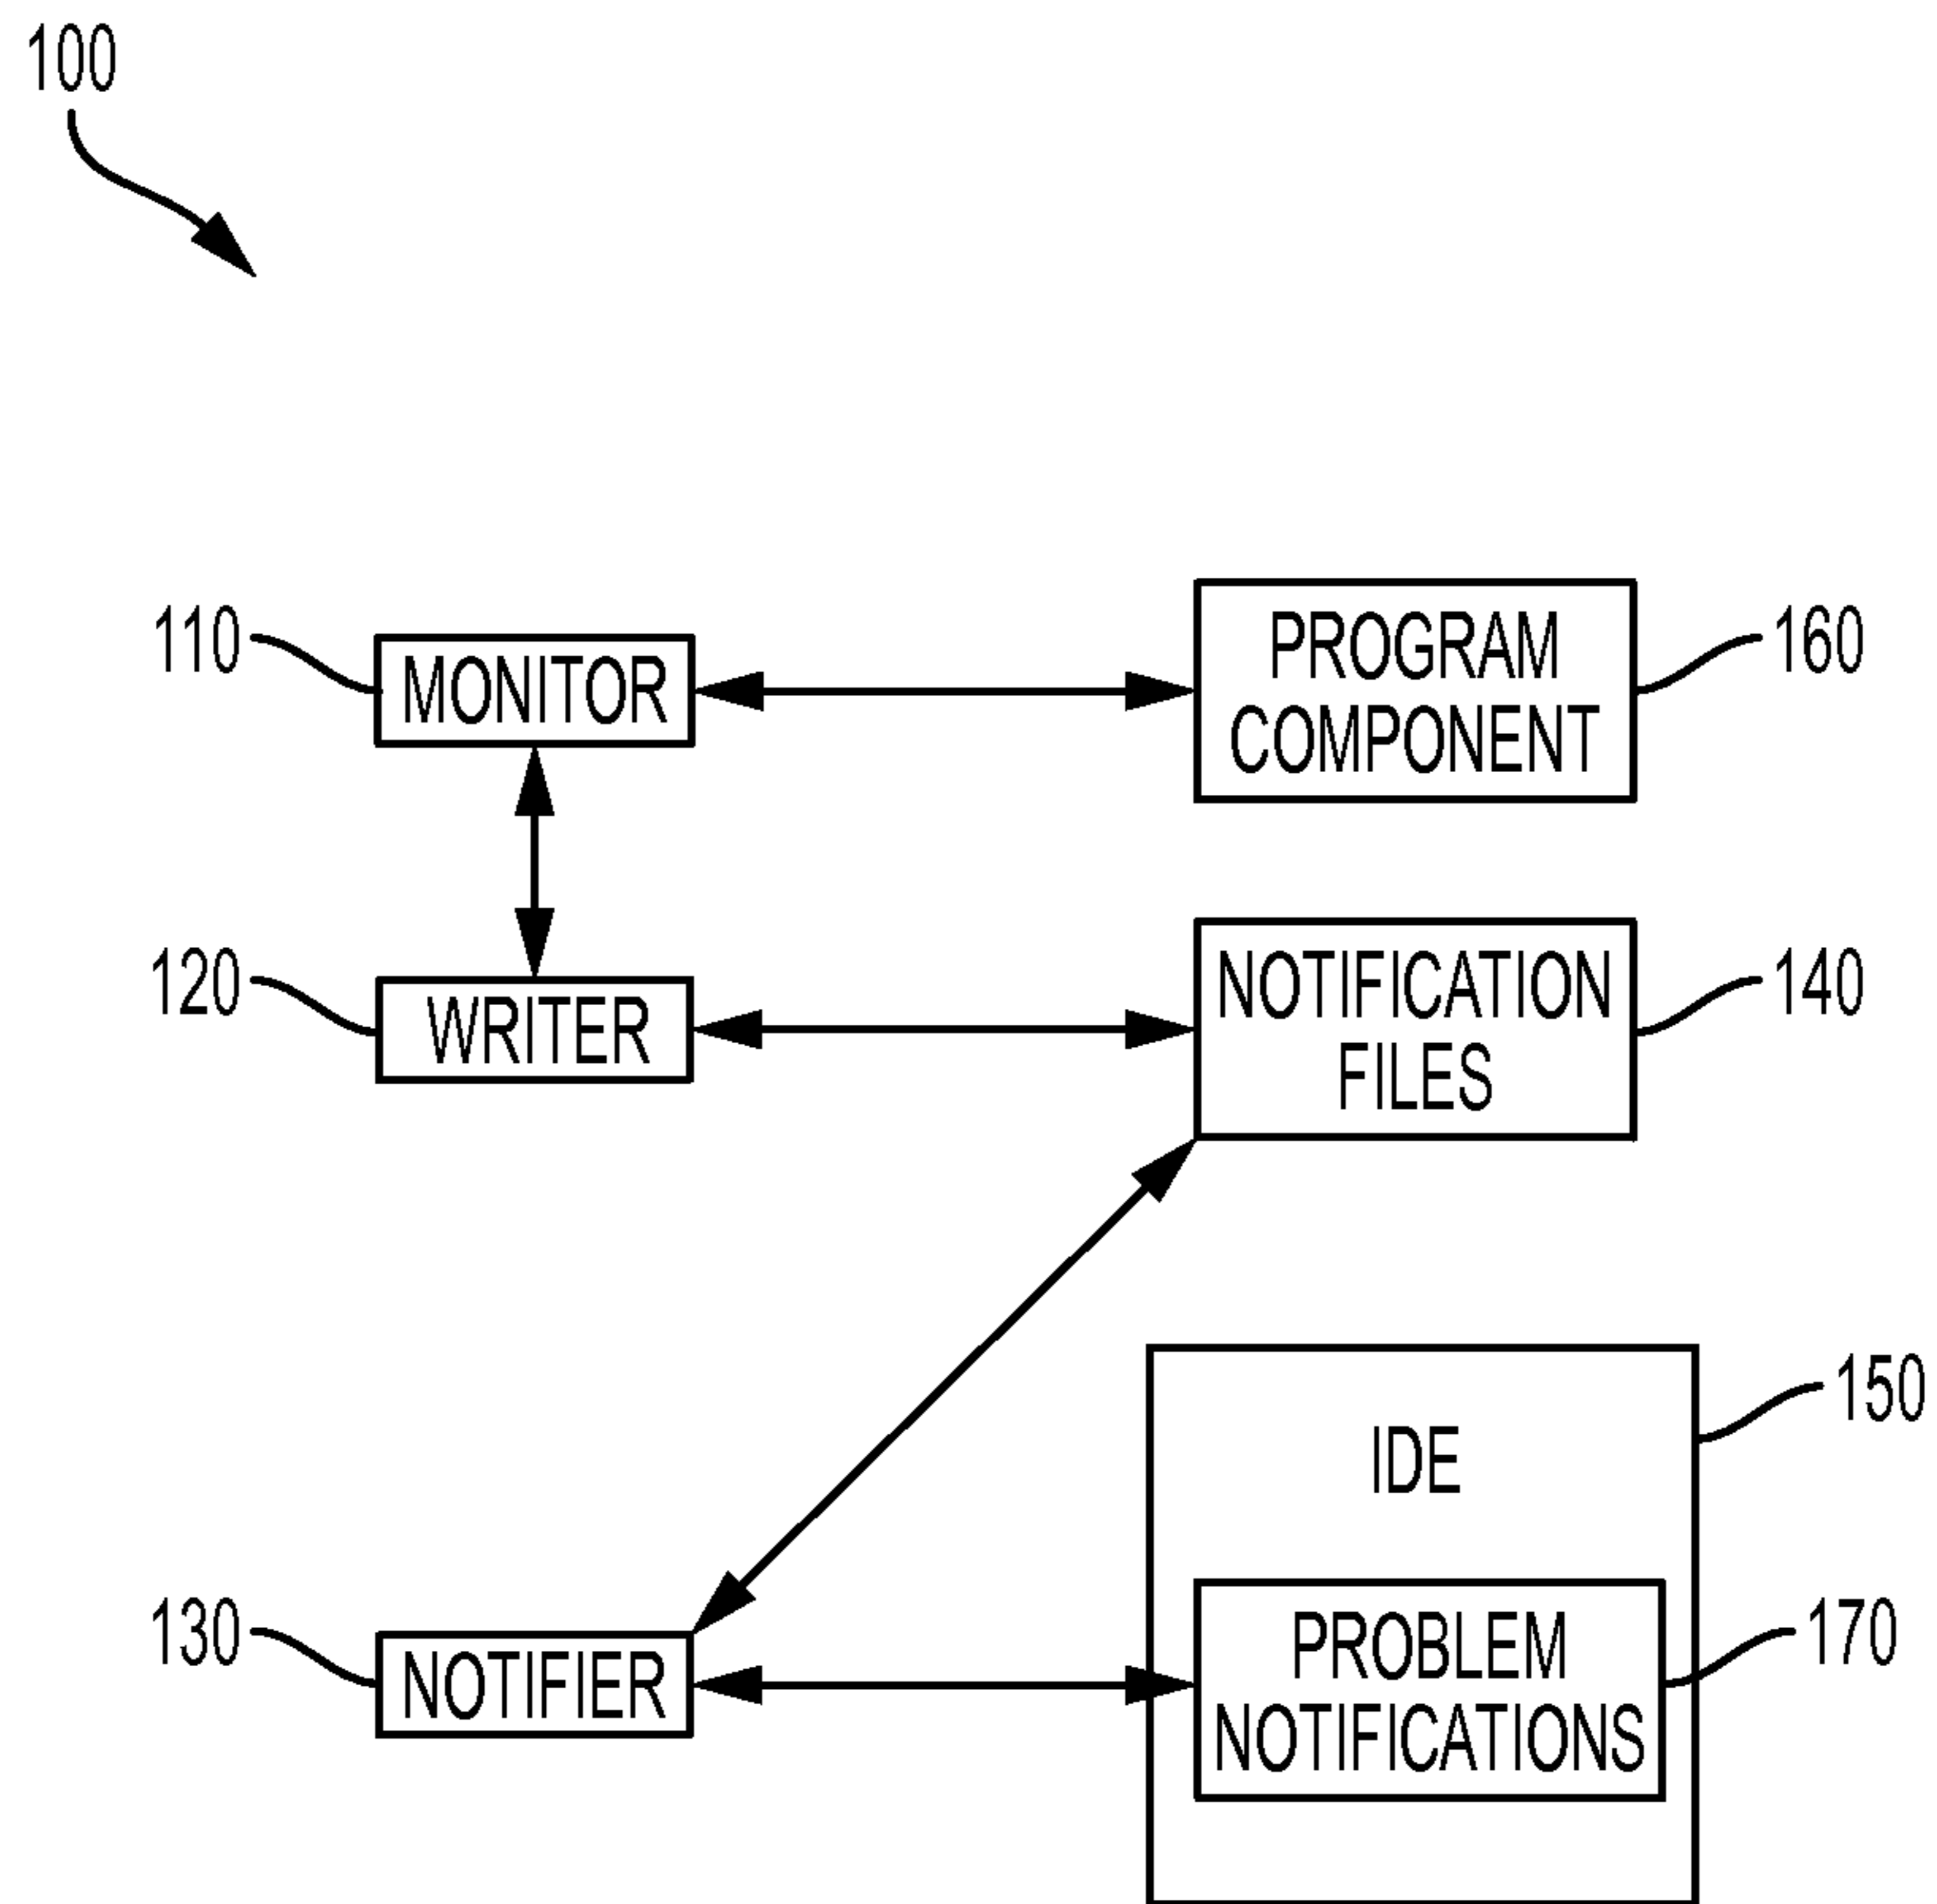 100
110
MONITOR
PROGRAM
COMPONENT
160
120
WRITER
NOTIFICATION
FILES
140
IDE
150
130
NOTIFIER
PROBLEM
NOTIFICATIONS
170